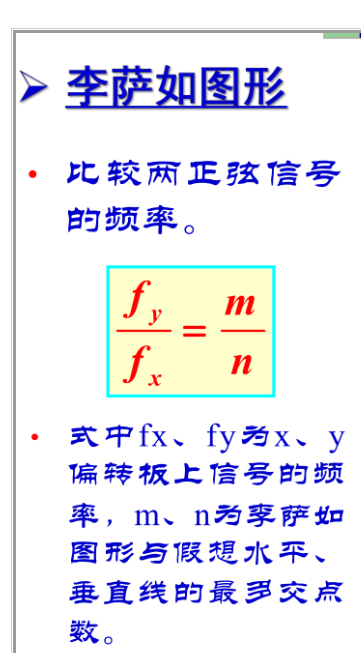 李萨如图形
比较两正弦信号
的频率。
f_y/f_x = m/n
式中fx、fy为x、y
偏转板上信号的频
率，m、n为李萨如
图形与假想水平、
垂直线的最多交点
数。